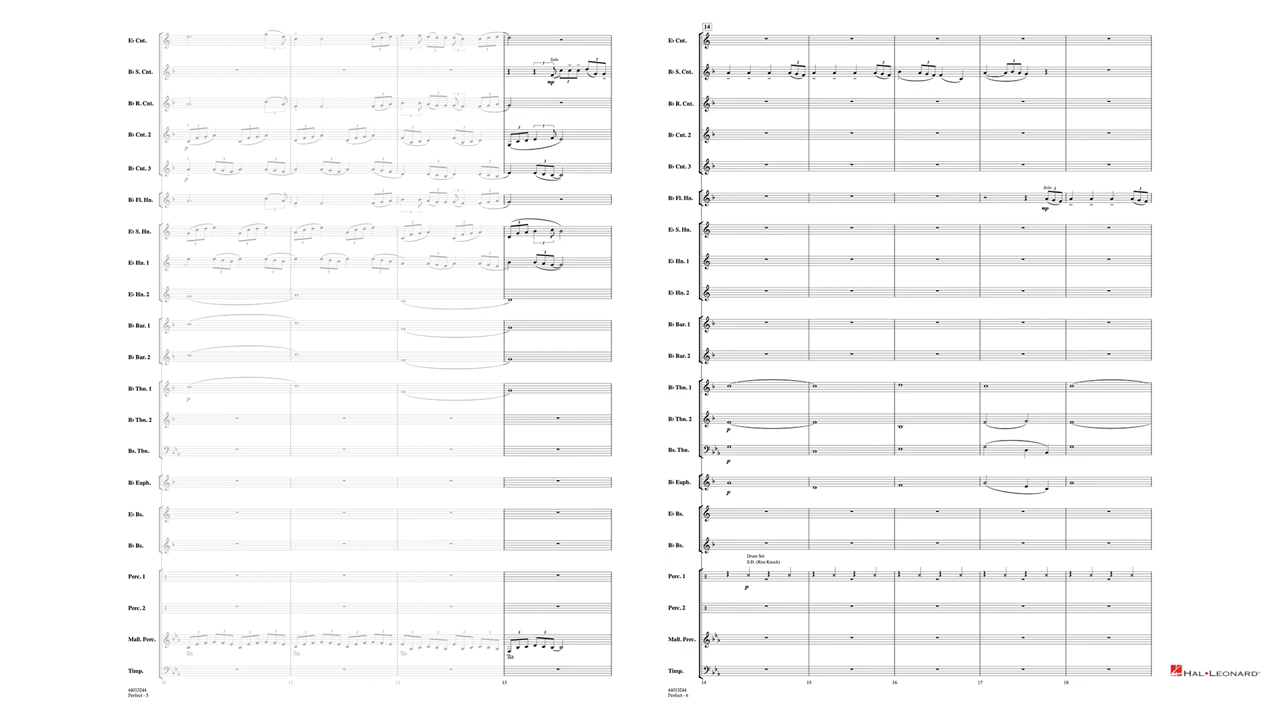 E♭ Cnt.
B♭ S. Cnt.
Solo
mp
B♭ R. Cnt.
B♭ Cnt. 2
p
B♭ Cnt. 3
p
B♭ Fl. Hn.
E♭ S. Hn.
E♭ Hn. 1
E♭ Hn. 2
B♭ Bar. 1
B♭ Bar. 2
B♭ Tbn. 1
p
B♭ Tbn. 2
Bs. Tbn.
B♭ Euph.
E♭ Bs.
B♭ Bs.
Perc. 1
Perc. 2
Mall. Perc.
Timp.
10 11 12 13
44013244
Perfect - 5
14
E♭ Cnt.
B♭ S. Cnt.
B♭ R. Cnt.
B♭ Cnt. 2
B♭ Cnt. 3
Solo
B♭ Fl. Hn.
mp
E♭ S. Hn.
E♭ Hn. 1
E♭ Hn. 2
B♭ Bar. 1
B♭ Bar. 2
B♭ Tbn. 1
B♭ Tbn. 2
p
Bs. Tbn.
p
B♭ Euph.
p
E♭ Bs.
B♭ Bs.
Drum Set
S.D. (Rim Knock)
Perc. 1
p
Perc. 2
Mall. Perc.
Timp.
14 15 16 17 18
44013244
Perfect - 6
HAL•LEONARD®